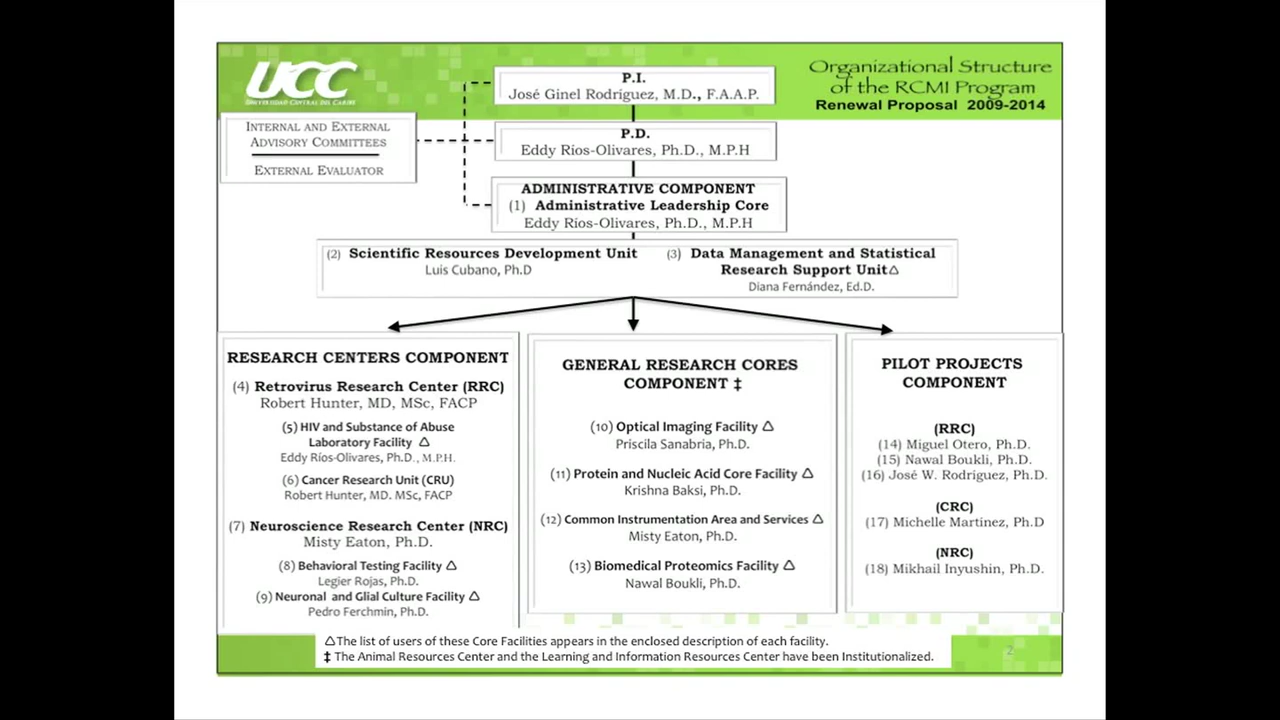 UCC
UNIVERSIDAD CENTRAL DEL CARIBE
Organizational Structure
of the RCMI Program
Renewal Proposal 2009-2014
P.I.
José Ginel Rodríguez, M.D., F.A.A.P.
INTERNAL AND EXTERNAL
ADVISORY COMMITTEES
EXTERNAL EVALUATOR
P.D.
Eddy Ríos-Olivares, Ph.D., M.P.H
ADMINISTRATIVE COMPONENT
(1) Administrative Leadership Core
Eddy Ríos-Olivares, Ph.D., M.P.H
(2) Scientific Resources Development Unit
Luis Cubano, Ph.D
(3) Data Management and Statistical
Research Support Unit△
Diana Fernández, Ed.D.
RESEARCH CENTERS COMPONENT
(4) Retrovirus Research Center (RRC)
Robert Hunter, MD, MSc, FACP
(5) HIV and Substance of Abuse
Laboratory Facility △
Eddy Ríos-Olivares, Ph.D., M.P.H.
(6) Cancer Research Unit (CRU)
Robert Hunter, MD. MSc, FACP
(7) Neuroscience Research Center (NRC)
Misty Eaton, Ph.D.
(8) Behavioral Testing Facility △
Legier Rojas, Ph.D.
(9) Neuronal and Glial Culture Facility △
Pedro Ferchmin, Ph.D.
GENERAL RESEARCH CORES
COMPONENT ‡
(10) Optical Imaging Facility △
Priscila Sanabria, Ph.D.
(11) Protein and Nucleic Acid Core Facility △
Krishna Baksi, Ph.D.
(12) Common Instrumentation Area and Services △
Misty Eaton, Ph.D.
(13) Biomedical Proteomics Facility △
Nawal Boukli, Ph.D.
PILOT PROJECTS
COMPONENT
(RRC)
(14) Miguel Otero, Ph.D.
(15) Nawal Boukli, Ph.D.
(16) José W. Rodriguez, Ph.D.
(CRC)
(17) Michelle Martinez, Ph.D
(NRC)
(18) Mikhail Inyushin, Ph.D.
△The list of users of these Core Facilities appears in the enclosed description of each facility.
‡ The Animal Resources Center and the Learning and Information Resources Center have been Institutionalized.
2